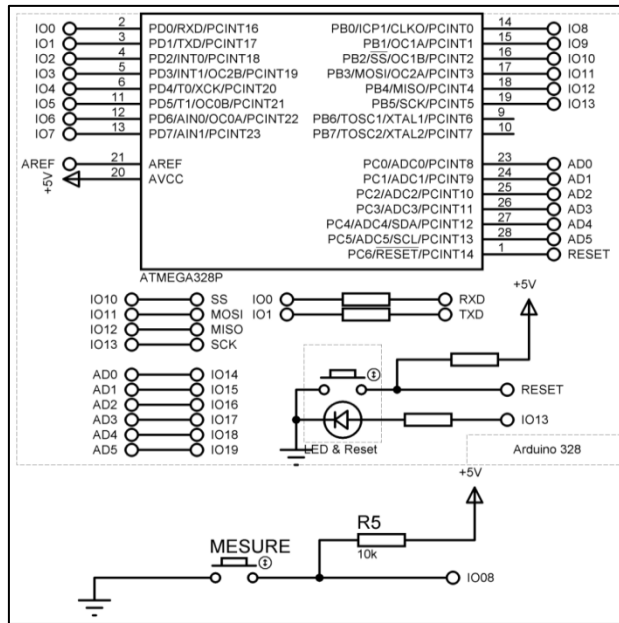 IO0 2 PD0/RXD/PCINT16 PB0/ICP1/CLKO/PCINT0 14 IO8
IO1 3 PD1/TXD/PCINT17 PB1/OC1A/PCINT1 15 IO9
IO2 4 PD2/INT0/PCINT18 PB2/SS/OC1B/PCINT2 16 IO10
IO3 5 PD3/INT1/OC2B/PCINT19 PB3/MOSI/OC2A/PCINT3 17 IO11
IO4 6 PD4/T0/XCK/PCINT20 PB4/MISO/PCINT4 18 IO12
IO5 11 PD5/T1/OC0B/PCINT21 PB5/SCK/PCINT5 19 IO13
IO6 12 PD6/AIN0/OC0A/PCINT22 PB6/TOSC1/XTAL1/PCINT6 9
IO7 13 PD7/AIN1/PCINT23 PB7/TOSC2/XTAL2/PCINT7 10
AREF 21 AREF PC0/ADC0/PCINT8 23 AD0
+5V 20 AVCC PC1/ADC1/PCINT9 24 AD1
PC2/ADC2/PCINT10 25 AD2
PC3/ADC3/PCINT11 26 AD3
PC4/ADC4/SDA/PCINT12 27 AD4
PC5/ADC5/SCL/PCINT13 28 AD5
PC6/RESET/PCINT14 1 RESET
ATMEGA328P
IO10 SS IO0 RXD
IO11 MOSI IO1 TXD
IO12 MISO
IO13 SCK
+5V
AD0 IO14
AD1 IO15
AD2 IO16
AD3 IO17
AD4 IO18
AD5 IO19
RESET
IO13
LED & Reset
Arduino 328
+5V
R5
10k
MESURE
IO08